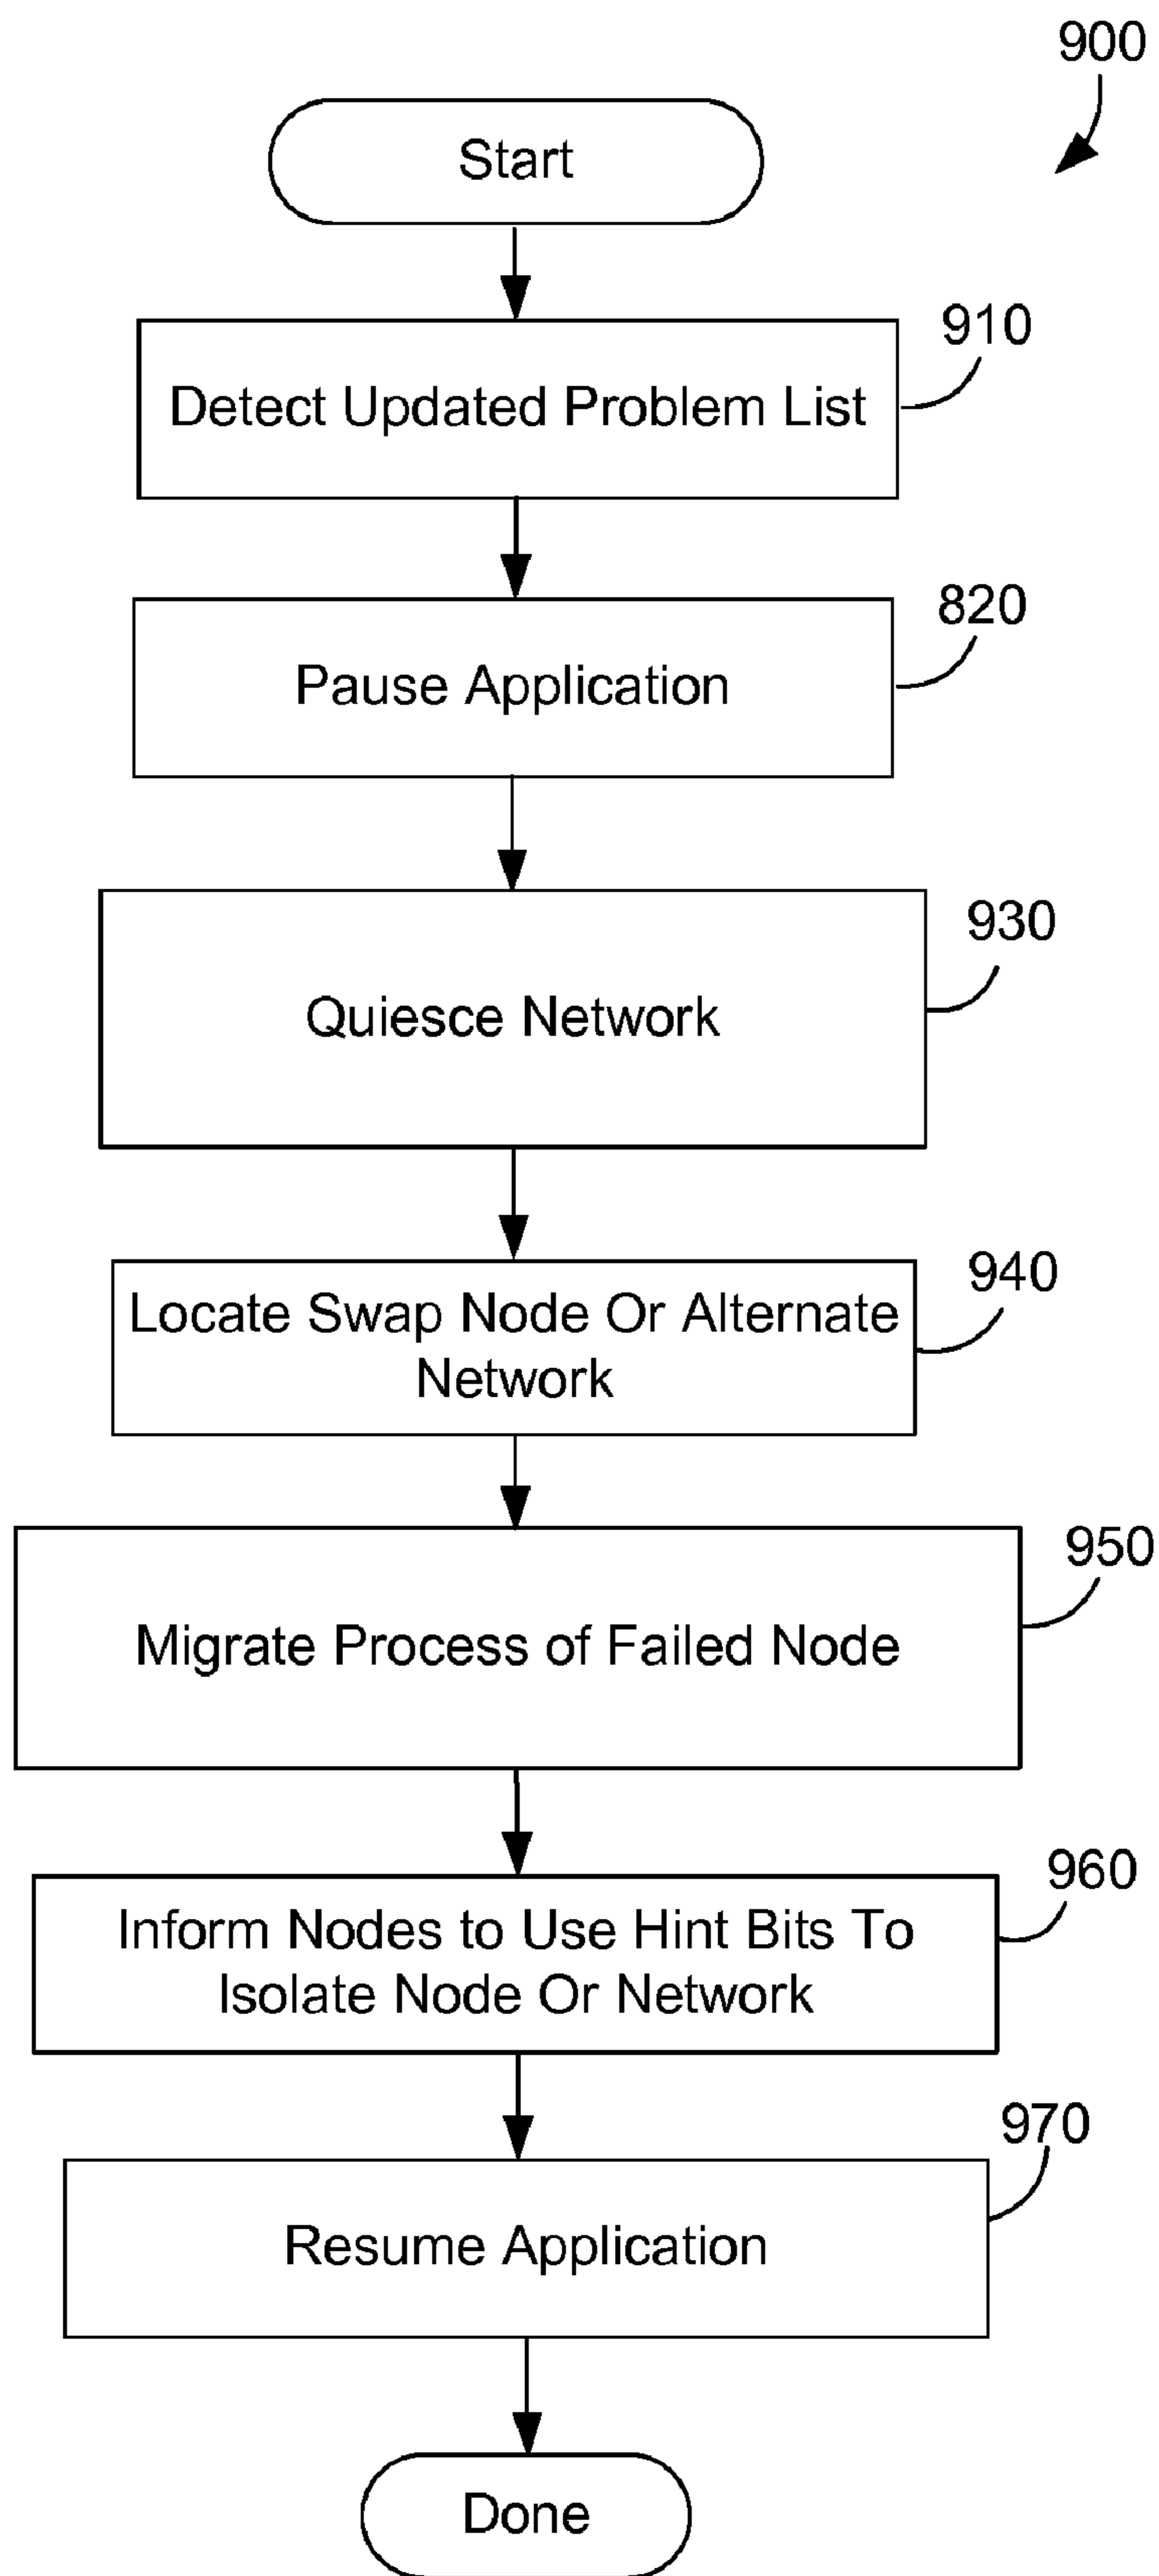 900
Start
910
Detect Updated Problem List
820
Pause Application
930
Quiesce Network
940
Locate Swap Node Or Alternate
Network
950
Migrate Process of Failed Node
960
Inform Nodes to Use Hint Bits To
Isolate Node Or Network
970
Resume Application
Done